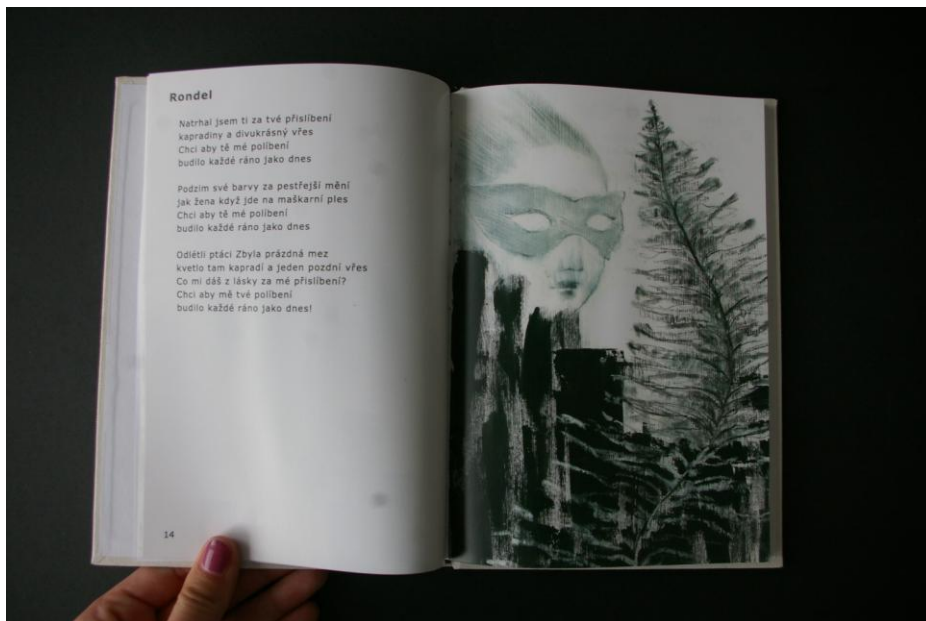 Rondel
Natrhal jsem ti za tvé přislíbení
kapradiny a divukrásný vřes
Chci aby tě mé políbení
budilo každé ráno jako dnes
Podzim své barvy za pestřejší mění
jak žena když jde na maškarní ples
Chci aby tě mé políbení
budilo každé ráno jako dnes
Odlétli ptáci Zbyla prázdná mez
kvetlo tam kapradí a jeden pozdní vřes
Co mi dáš z lásky za mé přislíbení?
Chci aby mě tvé políbení
budilo každé ráno jako dnes!
14